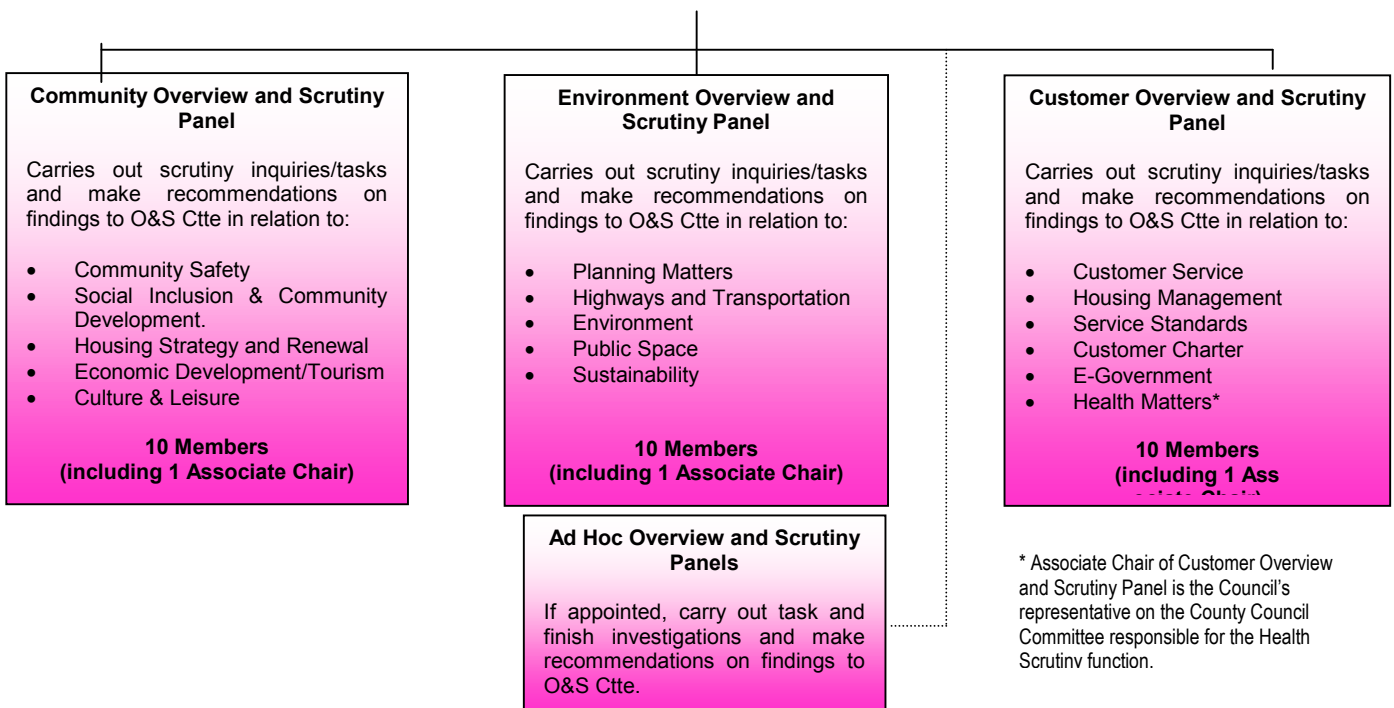 Community Overview and Scrutiny
Panel
Carries out scrutiny inquiries/tasks
and make recommendations on
findings to O&S Ctte in relation to:
• Community Safety
• Social Inclusion & Community
Development.
• Housing Strategy and Renewal
• Economic Development/Tourism
• Culture & Leisure
10 Members
(including 1 Associate Chair)
Environment Overview and
Scrutiny Panel
Carries out scrutiny inquiries/tasks
and make recommendations on
findings to O&S Ctte in relation to:
• Planning Matters
• Highways and Transportation
• Environment
• Public Space
• Sustainability
10 Members
(including 1 Associate Chair)
Customer Overview and Scrutiny
Panel
Carries out scrutiny inquiries/tasks
and make recommendations on
findings to O&S Ctte in relation to:
• Customer Service
• Housing Management
• Service Standards
• Customer Charter
• E-Government
• Health Matters*
10 Members
(including 1 Ass
ociate Chair)
Ad Hoc Overview and Scrutiny
Panels
If appointed, carry out task and
finish investigations and make
recommendations on findings to
O&S Ctte.
* Associate Chair of Customer Overview
and Scrutiny Panel is the Council's
representative on the County Council
Committee responsible for the Health
Scrutiny function.